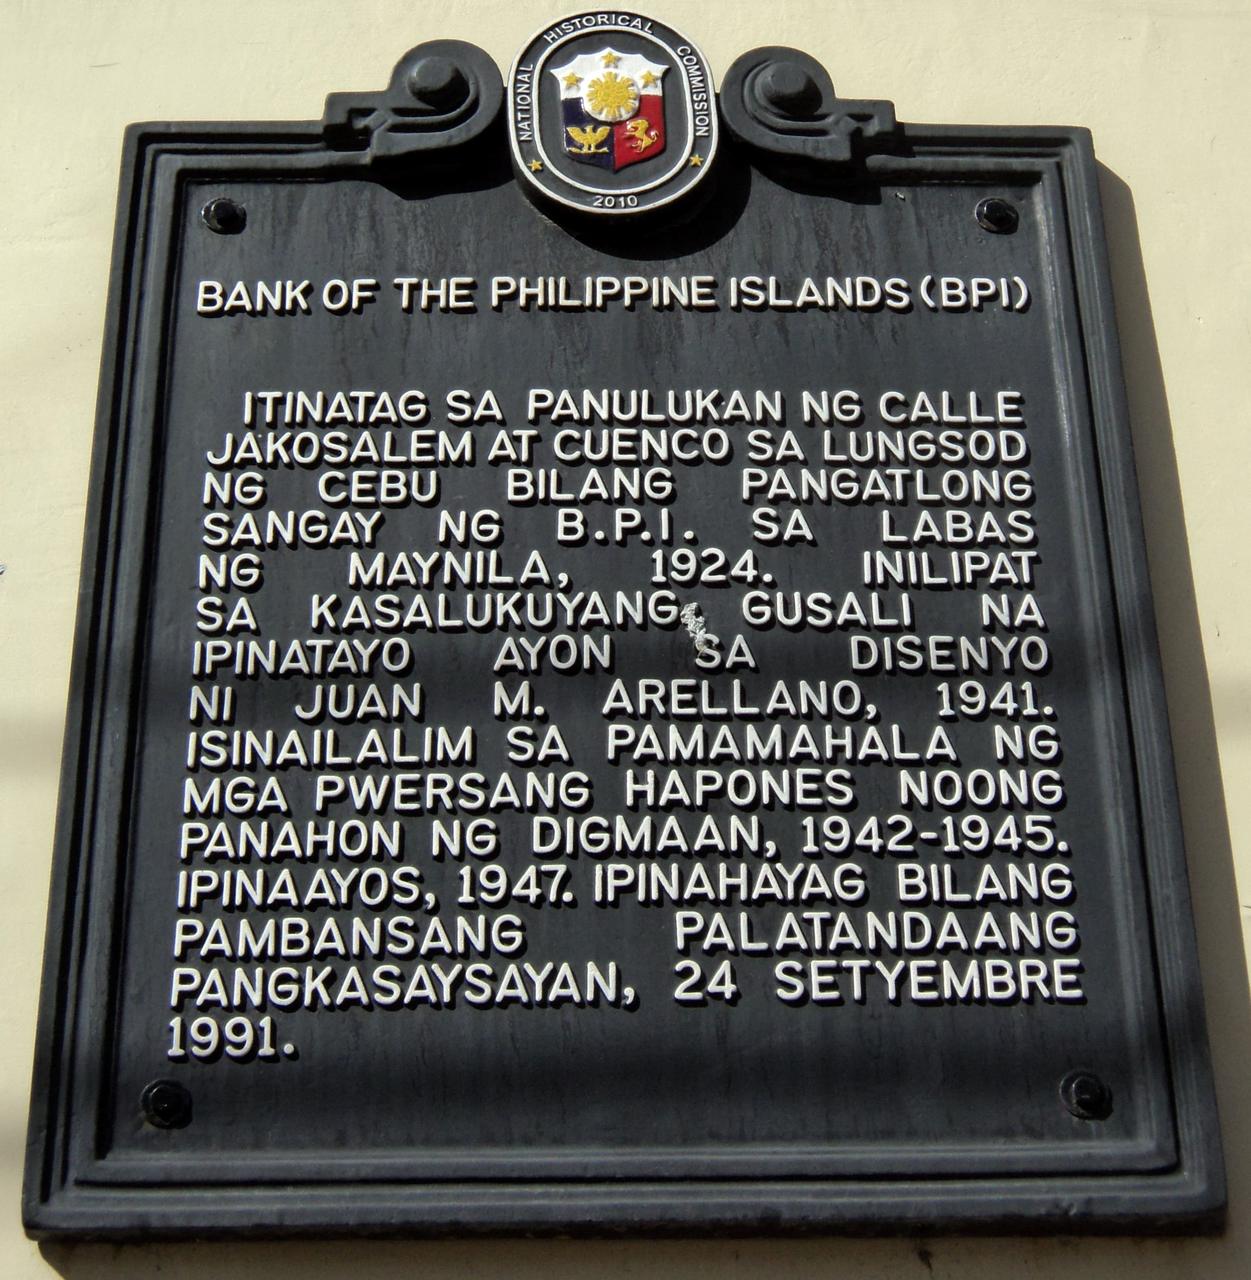 NATIONAL HISTORICAL COMMISSION
2010
BANK OF THE PHILIPPINE ISLANDS (BPI)
ITINATAG SA PANULUKAN NG CALLE
JAKOSALEM AT CUENCO SA LUNGSOD
NG CEBU BILANG PANGATLONG
SANGAY NG B.P.I. SA LABAS
NG MAYNILA, 1924. INILIPAT
SA KASALUKUYANG GUSALI NA
IPINATAYO AYON SA DISENYO
NI JUAN M. ARELLANO, 1941.
ISINAILALIM SA PAMAMAHALA NG
MGA PWERSANG HAPONES NOONG
PANAHON NG DIGMAAN, 1942-1945.
IPINAAYOS, 1947. IPINAHAYAG BILANG
PAMBANSANG PALATANDAANG
PANGKASAYSAYAN, 24 SETYEMBRE
1991.